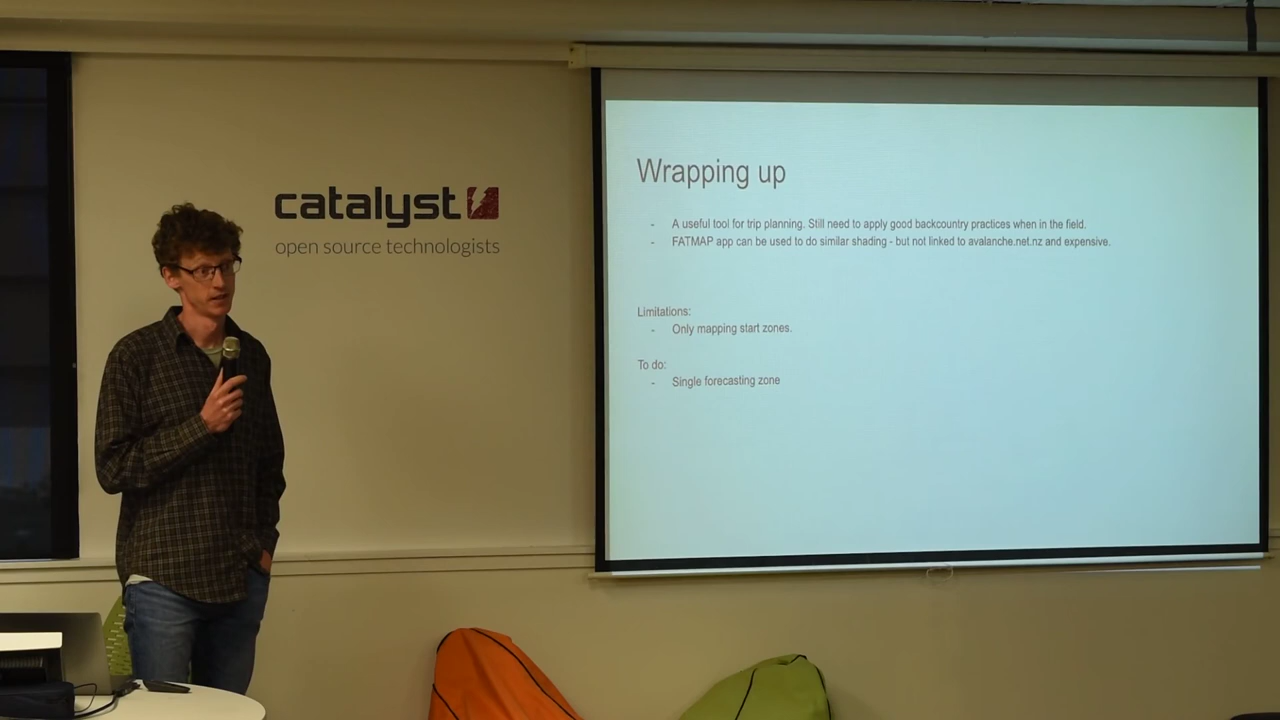 catalyst
open source technologists
Wrapping up
- A useful tool for trip planning. Still need to apply good backcountry practices when in the field.
- FATMAP app can be used to do similar shading - but not linked to avalanche.net.nz and expensive.
Limitations:
- Only mapping start zones.
To do:
- Single forecasting zone